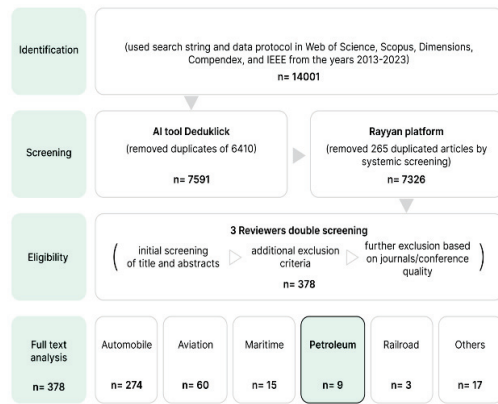 Identification
(used search string and data protocol in Web of Science, Scopus, Dimensions,
Compendex, and IEEE from the years 2013-2023)
n= 14001
Screening
AI tool Deduklick
(removed duplicates of 6410)
n= 7591
Rayyan platform
(removed 265 duplicated articles by
systemic screening)
n= 7326
Eligibility
3 Reviewers double screening
initial screening
of title and abstracts
additional exclusion
criteria
further exclusion based
on journals/conference
quality
n= 378
Full text
analysis
n= 378
Automobile
n= 274
Aviation
n= 60
Maritime
n= 15
Petroleum
n= 9
Railroad
n= 3
Others
n= 17